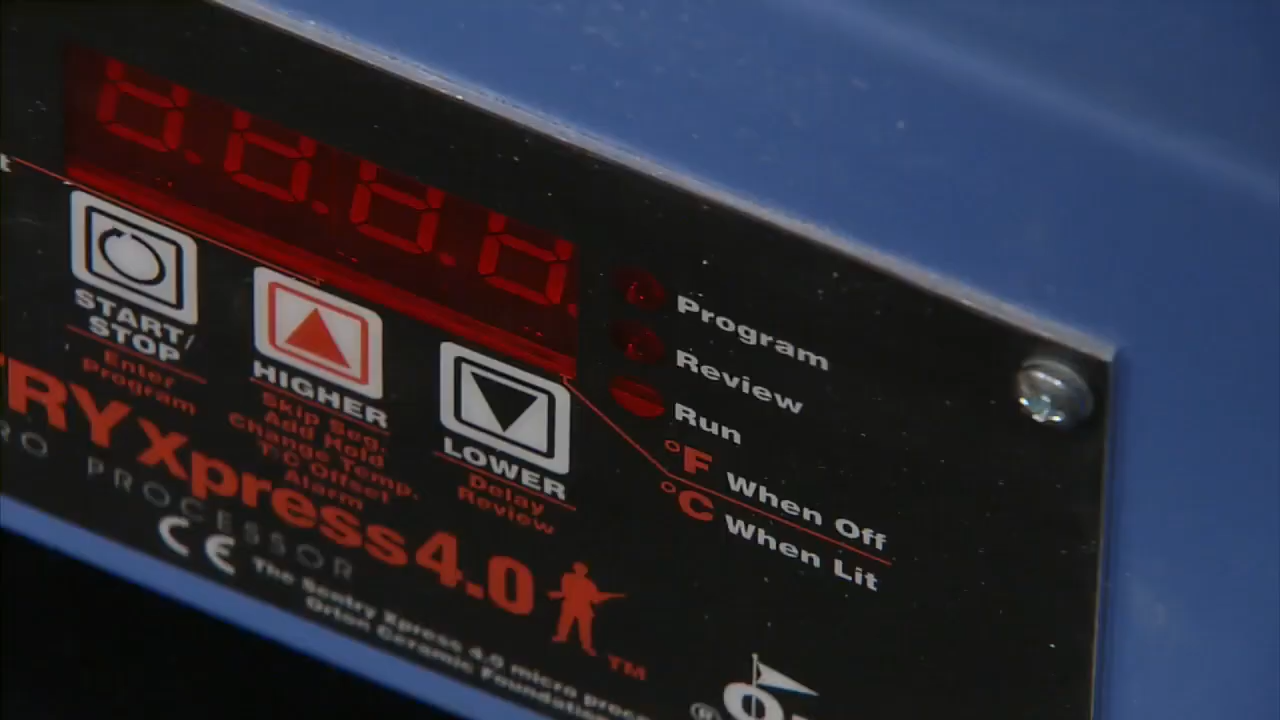 t
START/
STOP
Enter
Program
HIGHER
Skip Seg.
Add Hold
Change Temp.
T'C Offset
Alarm
LOWER
Delay
Review
Program
Review
Run
°F When Off
°C When Lit
TRY Xpress 4.0
RO PROCESSOR
CE
TM
The Sentry Xpress 4.0 micro proce
Orton Ceramic Foundation
®
O